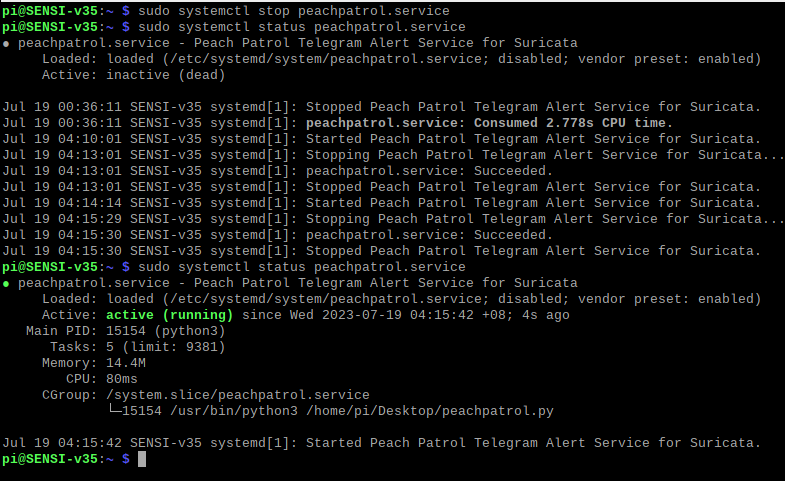 pi@SENSI-v35:~ $ sudo systemctl stop peachpatrol.service
pi@SENSI-v35:~ $ sudo systemctl status peachpatrol.service
● peachpatrol.service - Peach Patrol Telegram Alert Service for Suricata
     Loaded: loaded (/etc/systemd/system/peachpatrol.service; disabled; vendor preset: enabled)
     Active: inactive (dead)

Jul 19 00:36:11 SENSI-v35 systemd[1]: Stopped Peach Patrol Telegram Alert Service for Suricata.
Jul 19 00:36:11 SENSI-v35 systemd[1]: peachpatrol.service: Consumed 2.778s CPU time.
Jul 19 04:10:01 SENSI-v35 systemd[1]: Started Peach Patrol Telegram Alert Service for Suricata.
Jul 19 04:13:01 SENSI-v35 systemd[1]: Stopping Peach Patrol Telegram Alert Service for Suricata...
Jul 19 04:13:01 SENSI-v35 systemd[1]: peachpatrol.service: Succeeded.
Jul 19 04:13:01 SENSI-v35 systemd[1]: Stopped Peach Patrol Telegram Alert Service for Suricata.
Jul 19 04:14:14 SENSI-v35 systemd[1]: Started Peach Patrol Telegram Alert Service for Suricata.
Jul 19 04:15:29 SENSI-v35 systemd[1]: Stopping Peach Patrol Telegram Alert Service for Suricata...
Jul 19 04:15:30 SENSI-v35 systemd[1]: peachpatrol.service: Succeeded.
Jul 19 04:15:30 SENSI-v35 systemd[1]: Stopped Peach Patrol Telegram Alert Service for Suricata.
pi@SENSI-v35:~ $ sudo systemctl status peachpatrol.service
● peachpatrol.service - Peach Patrol Telegram Alert Service for Suricata
     Loaded: loaded (/etc/systemd/system/peachpatrol.service; disabled; vendor preset: enabled)
     Active: active (running) since Wed 2023-07-19 04:15:42 +08; 4s ago
   Main PID: 15154 (python3)
      Tasks: 5 (limit: 9381)
     Memory: 14.4M
        CPU: 80ms
     CGroup: /system.slice/peachpatrol.service
             └─15154 /usr/bin/python3 /home/pi/Desktop/peachpatrol.py

Jul 19 04:15:42 SENSI-v35 systemd[1]: Started Peach Patrol Telegram Alert Service for Suricata.
pi@SENSI-v35:~ $